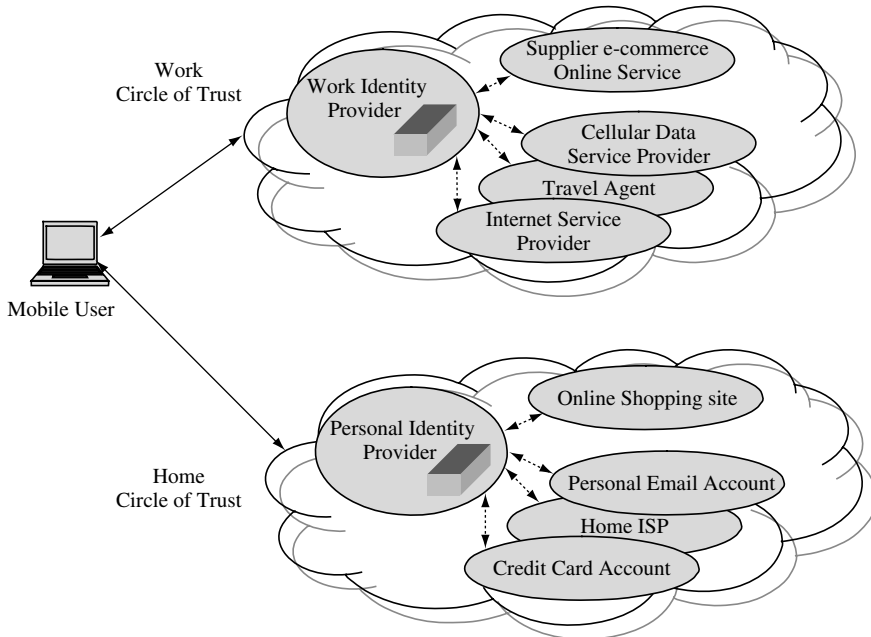 Work
Circle of Trust
Work Identity
Provider
Supplier e-commerce
Online Service
Cellular Data
Service Provider
Travel Agent
Internet Service
Provider
Mobile User
Home
Circle of Trust
Personal Identity
Provider
Online Shopping site
Personal Email Account
Home ISP
Credit Card Account